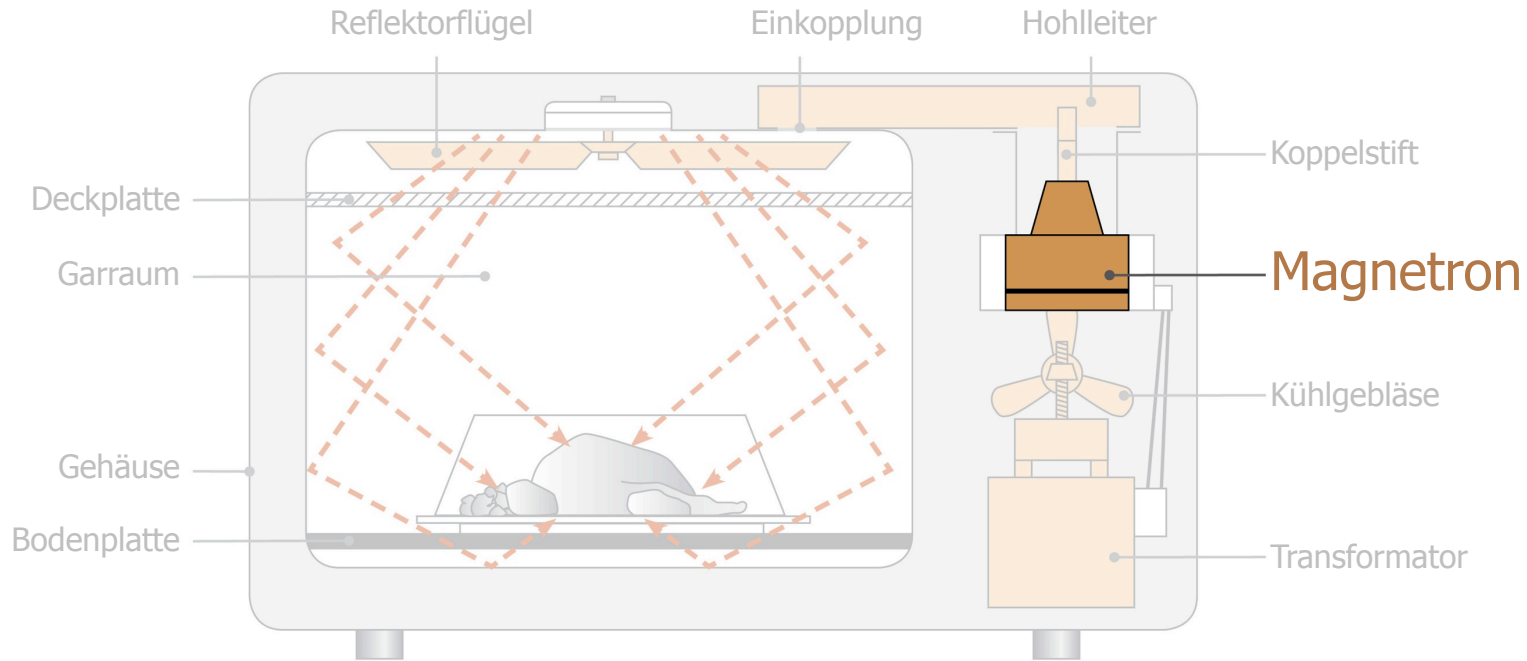 Reflektorflügel
Einkopplung
Hohlleiter
Koppelstift
Deckplatte
Garraum
Magnetron
Kühlgebläse
Gehäuse
Bodenplatte
Transformator